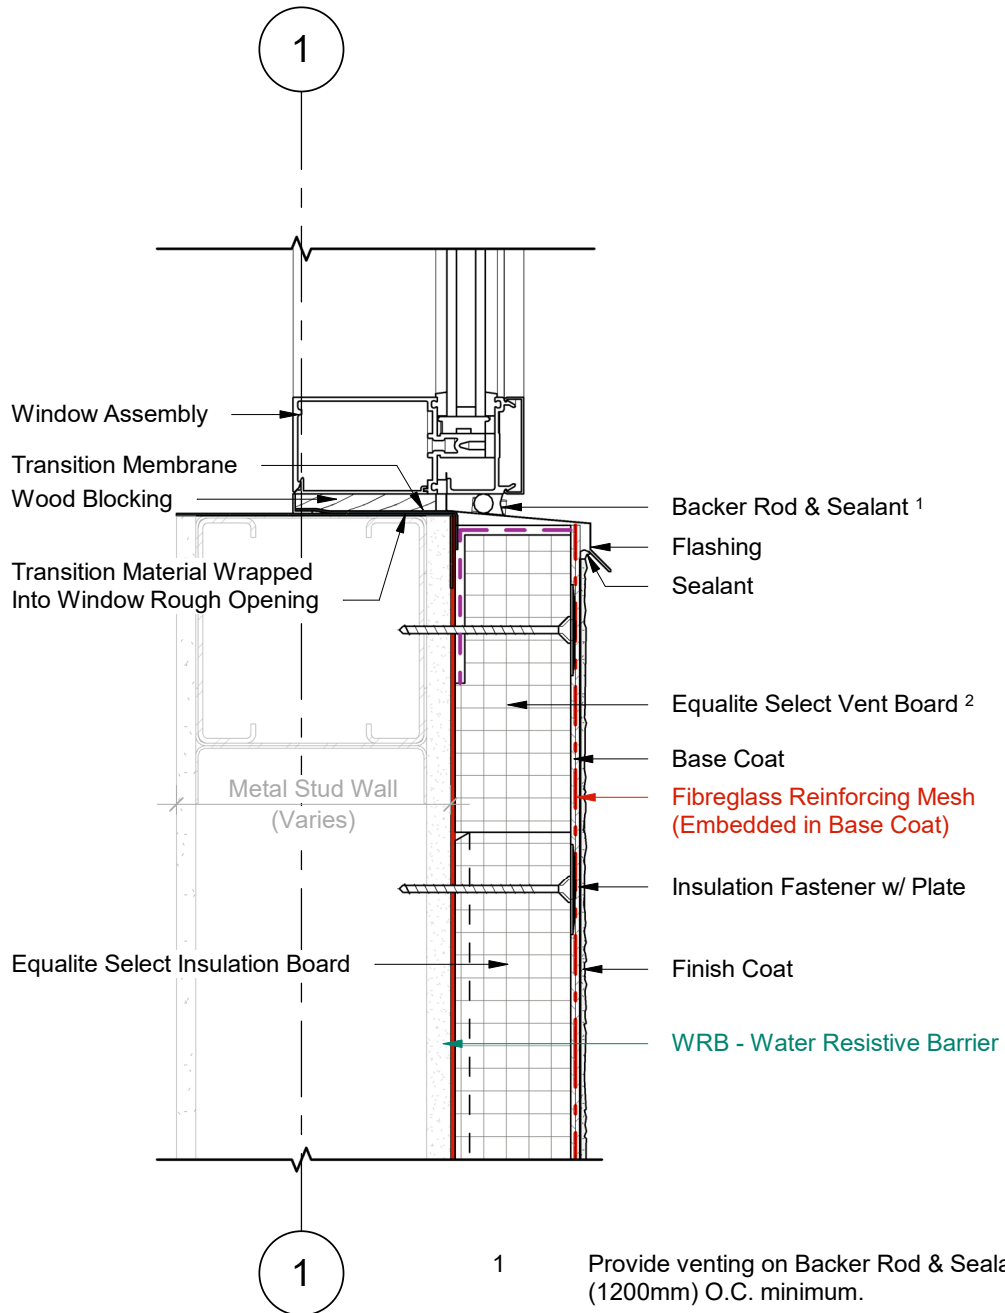 1
Window Assembly
Transition Membrane
Wood Blocking
Backer Rod & Sealant 1
Flashing
Transition Material Wrapped
Into Window Rough Opening
Sealant
Equalite Select Vent Board 2
Base Coat
Metal Stud Wall
(Varies)
Fibreglass Reinforcing Mesh
(Embedded in Base Coat)
Insulation Fastener w/ Plate
Equalite Select Insulation Board
Finish Coat
WRB - Water Resistive Barrier
1
1 Provide venting on Backer Rod &
(1200mm) O.C. minimum.